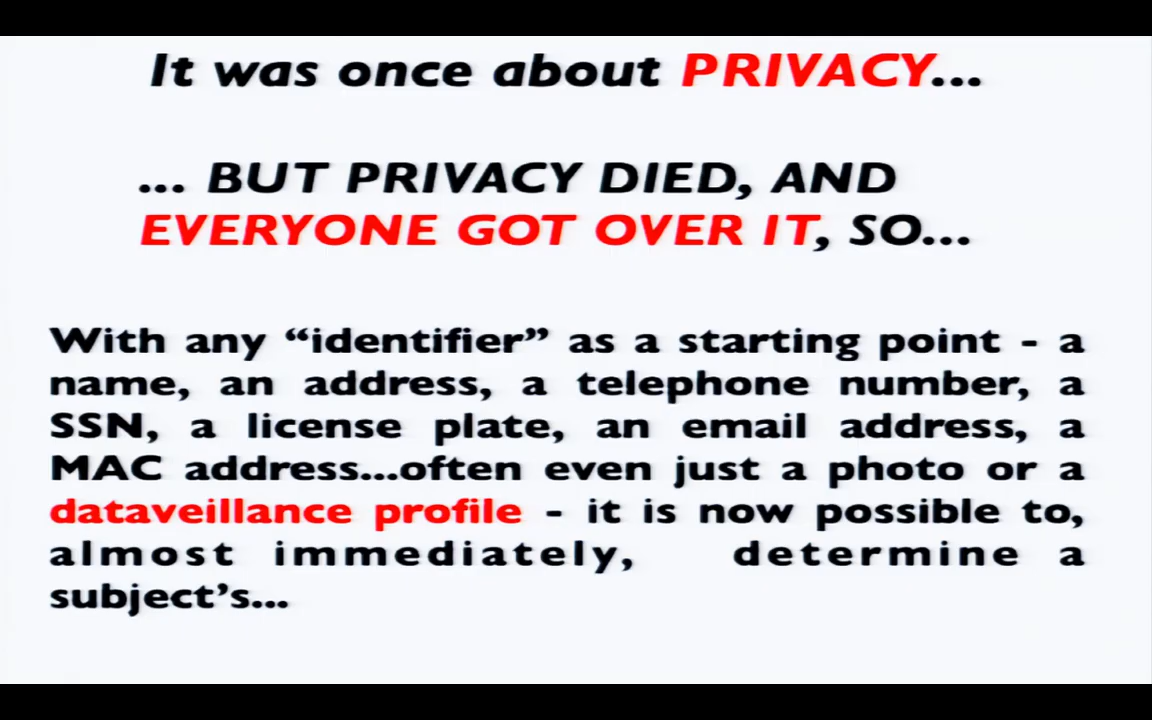 It was once about PRIVACY...
... BUT PRIVACY DIED, AND
EVERYONE GOT OVER IT, SO...
With any “identifier” as a starting point - a
name, an address, a telephone number, a
SSN, a license plate, an email address, a
MAC address...often even just a photo or a
dataveillance profile - it is now possible to,
almost immediately, determine a
subject’s...